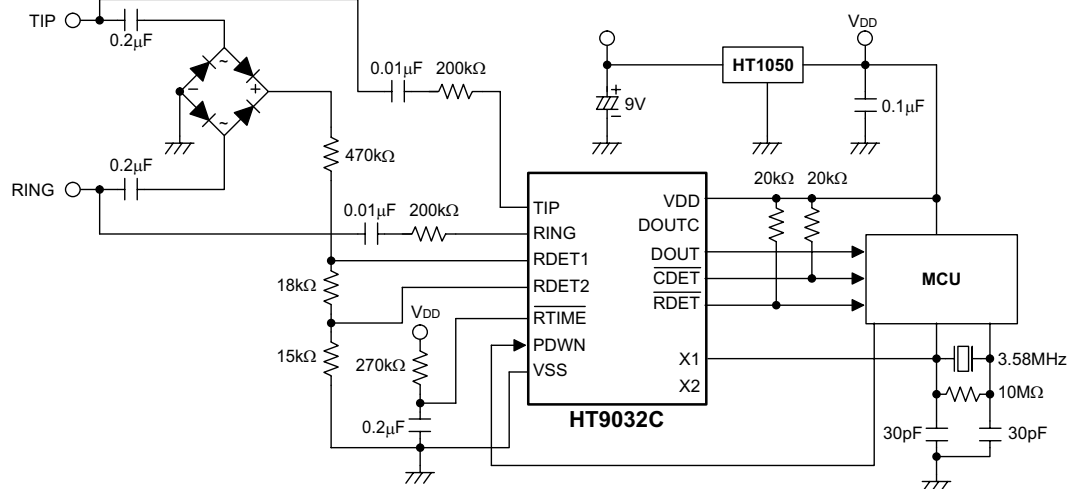 TIP
0.2μF
0.01μF 200kΩ
HT1050
VDD
9V
0.1μF
470kΩ
0.2μF
RING
0.01μF 200kΩ
20kΩ 20kΩ
18kΩ
15kΩ
VDD
270kΩ
0.2μF
TIP
RING
RDET1
RDET2
RTIME
PDWN
VSS
VDD
DOUTC
DOUT
CDET
RDET
X1
X2
HT9032C
MCU
3.58MHz
10MΩ
30pF 30pF
~
− +
~
+
−